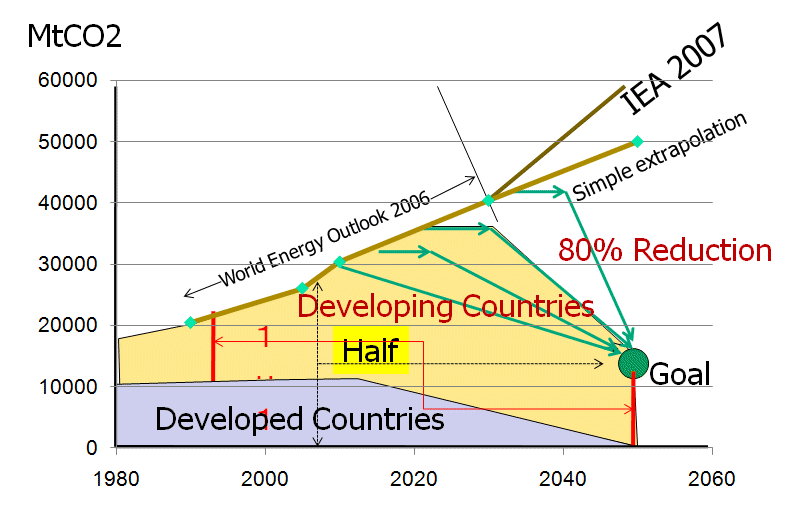 MtCO2
60000
50000
40000
30000
20000
10000
0
1980
2000
2020
2040
2060
IEA 2007
Simple extrapolation
World Energy Outlook 2006
80% Reduction
Developing Countries
1
:
1
Half
Goal
Developed Countries